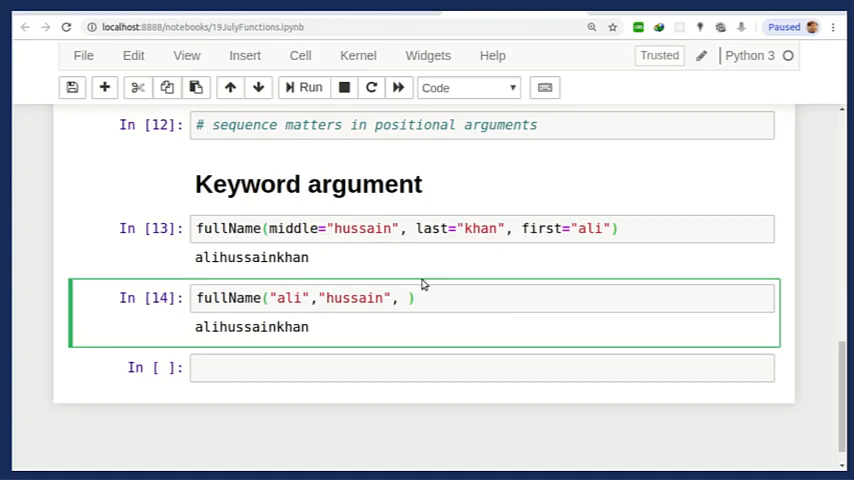 localhost:8888/notebooks/19JulyFunctions.ipynb
Paused
File Edit View Insert Cell Kernel Widgets Help
Trusted
Python 3
Run
Code
In [12]: # sequence matters in positional arguments
Keyword argument
In [13]: fullName(middle="hussain", last="khan", first="ali")
alihussainkhan
In [14]: fullName("ali","hussain", )
alihussainkhan
In [ ]: